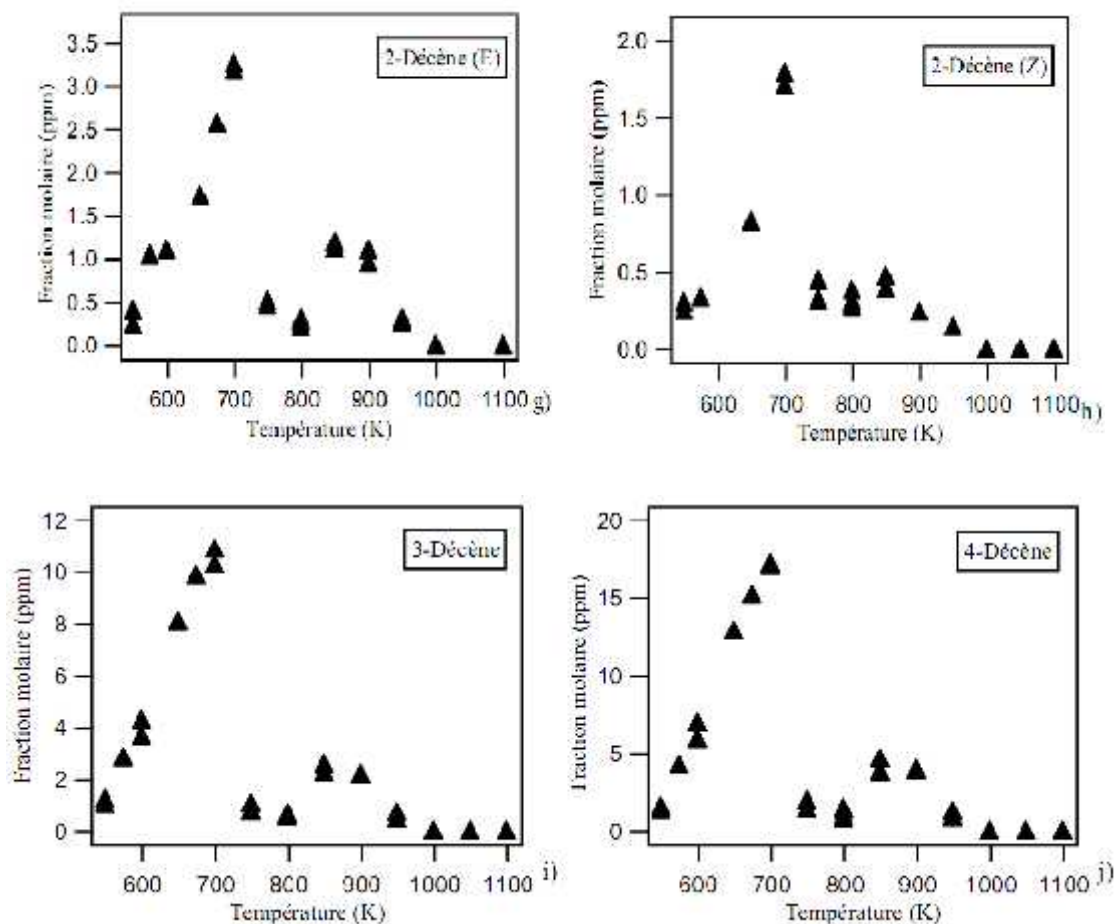 2-Décène (E)
Fraction molaire (ppm)
3.5
3.0
2.5
2.0
1.5
1.0
0.5
0.0
600 700 800 900 1000 1100 g)
Température (K)
2-Décène (Z)
Fraction molaire (ppm)
2.0
1.5
1.0
0.5
0.0
600 700 800 900 1000 1100 h)
Température (K)
3-Décène
Fraction molaire (ppm)
12
10
8
6
4
2
0
600 700 800 900 1000 1100 i)
Température (K)
4-Décène
Fraction molaire (ppm)
20
15
10
5
0
600 700 800 900 1000 1100 j)
Température (K)